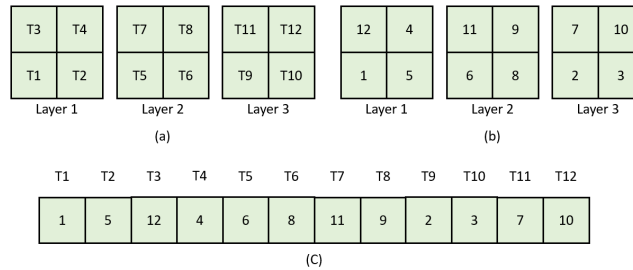 T3 T4 T7 T8 T11 T12 12 4 11 9 7 10
T1 T2 T5 T6 T9 T10 1 5 6 8 2 3
Layer 1 Layer 2 Layer 3 Layer 1 Layer 2 Layer 3
(a) (b)
T1 T2 T3 T4 T5 T6 T7 T8 T9 T10 T11 T12
1 5 12 4 6 8 11 9 2 3 7 10
(C)